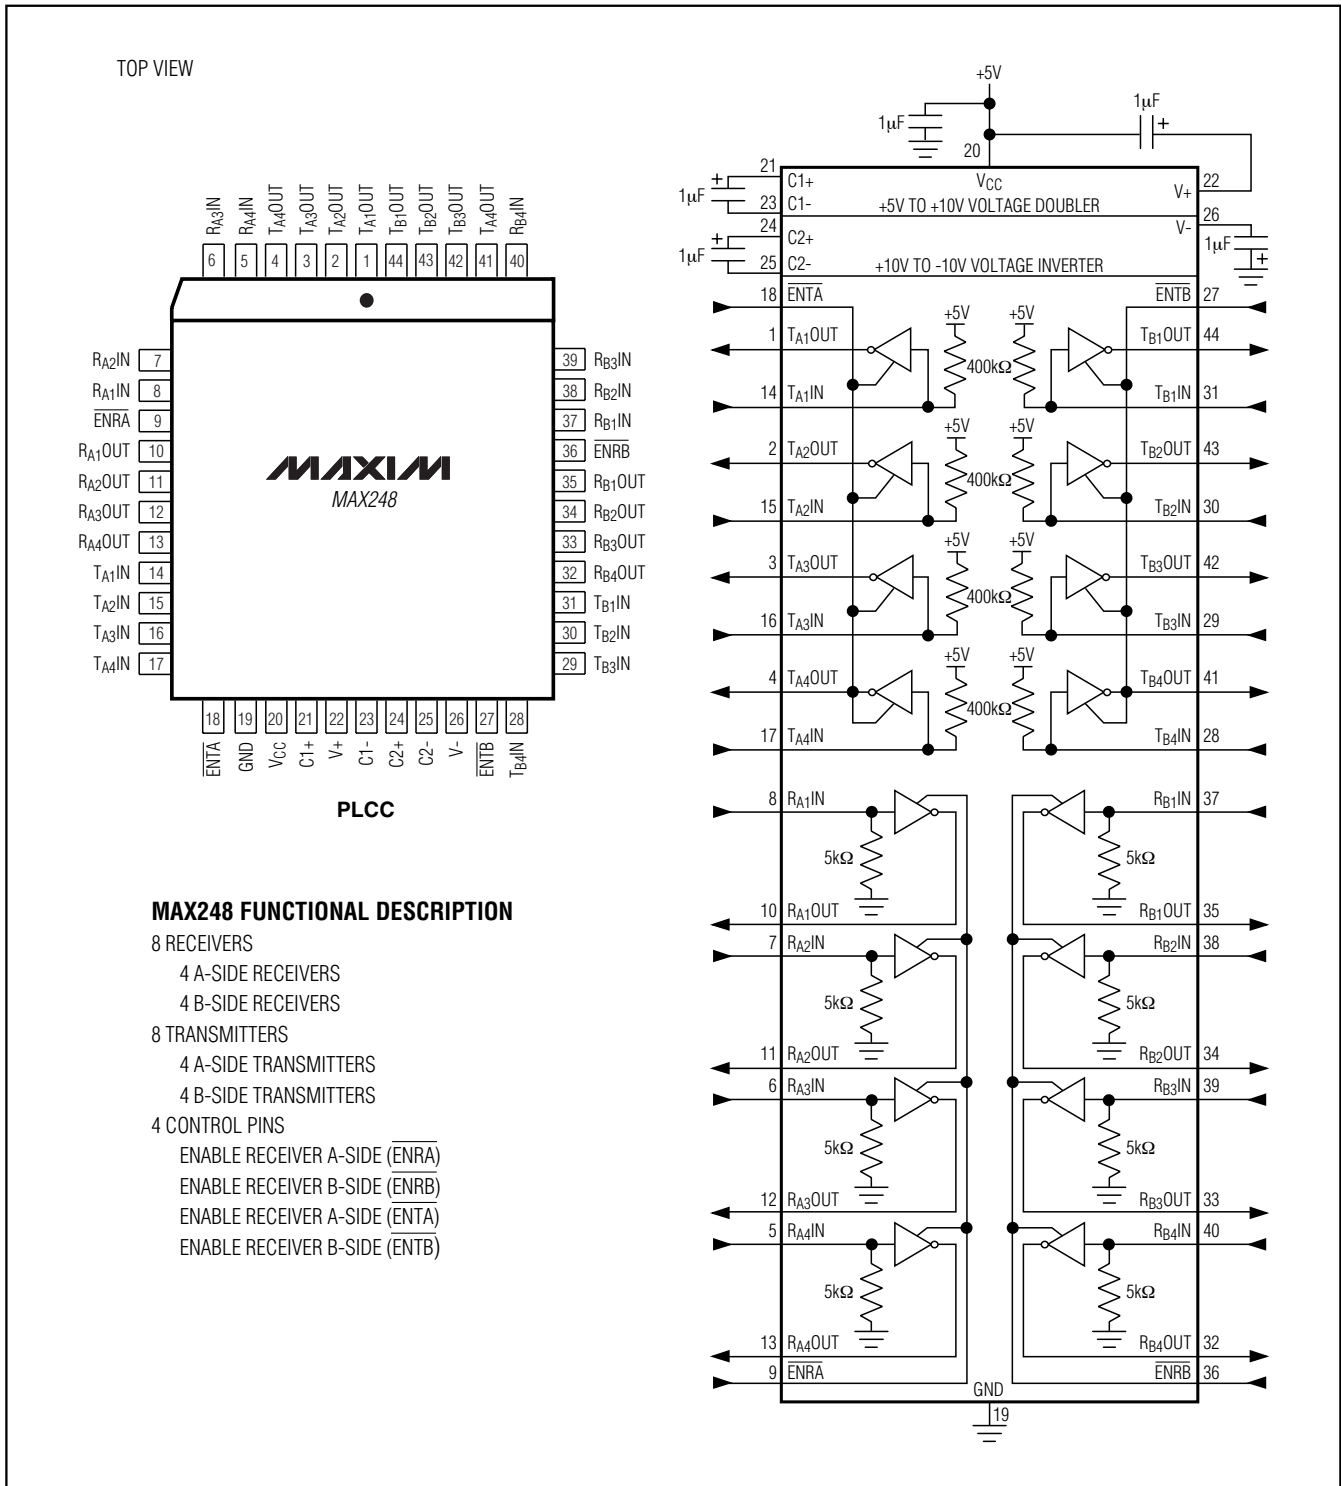 TOP VIEW
RA3IN
RA4IN
TA4OUT
TA3OUT
TA2OUT
TA1OUT
TB1OUT
TB2OUT
TB3OUT
TA4OUT
RB4IN
6 5 4 3 2 1 44 43 42 41 40
RA2IN 7
RA1IN 8
ENRA 9
RA1OUT 10
RA2OUT 11
RA3OUT 12
RA4OUT 13
TA1IN 14
TA2IN 15
TA3IN 16
TA4IN 17
MAXIM
MAX248
39 RB3IN
38 RB2IN
37 RB1IN
36 ENRB
35 RB1OUT
34 RB2OUT
33 RB3OUT
32 RB4OUT
31 TB1IN
30 TB2IN
29 TB3IN
18 19 20 21 22 23 24 25 26 27 28
ENTA
GND
VCC
C1+
V+
C1-
C2+
C2-
V-
ENTB
TB4IN
PLCC
MAX248 FUNCTIONAL DESCRIPTION
8 RECEIVERS
4 A-SIDE RECEIVERS
4 B-SIDE RECEIVERS
8 TRANSMITTERS
4 A-SIDE TRANSMITTERS
4 B-SIDE TRANSMITTERS
4 CONTROL PINS
ENABLE RECEIVER A-SIDE (ENRA)
ENABLE RECEIVER B-SIDE (ENRB)
ENABLE RECEIVER A-SIDE (ENTA)
ENABLE RECEIVER B-SIDE (ENTB)
+5V
1µF
1µF +
20
21 C1+ VCC V+ 22
+ 1µF
23 C1- +5V TO +10V VOLTAGE DOUBLER
V- 26
24 C2+
+ 1µF
1µF +
25 C2- +10V TO -10V VOLTAGE INVERTER
18 ENTA ENTB 27
+5V +5V
1 TA1OUT TB1OUT 44
400kΩ
14 TA1IN TB1IN 31
+5V +5V
2 TA2OUT TB2OUT 43
400kΩ
15 TA2IN TB2IN 30
+5V +5V
3 TA3OUT TB3OUT 42
400kΩ
16 TA3IN TB3IN 29
+5V +5V
4 TA4OUT TB4OUT 41
400kΩ
17 TA4IN TB4IN 28
8 RA1IN RB1IN 37
5kΩ 5kΩ
10 RA1OUT RB1OUT 35
7 RA2IN RB2IN 38
5kΩ 5kΩ
11 RA2OUT RB2OUT 34
6 RA3IN RB3IN 39
5kΩ 5kΩ
12 RA3OUT RB3OUT 33
5 RA4IN RB4IN 40
5kΩ 5kΩ
13 RA4OUT RB4OUT 32
9 ENRA ENRB 36
GND
19